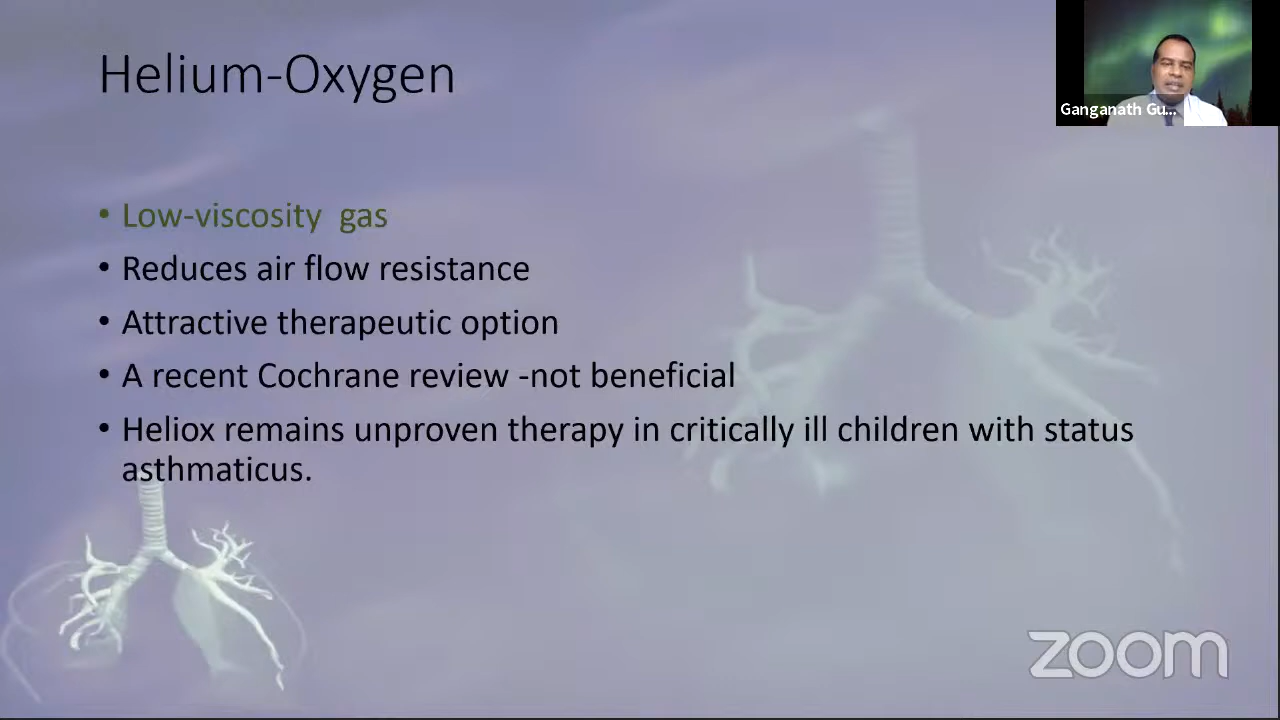 Helium-Oxygen
Ganganath Gu...
• Low-viscosity gas
• Reduces air flow resistance
• Attractive therapeutic option
• A recent Cochrane review -not beneficial
• Heliox remains unproven therapy in critically ill children with status
asthmaticus.
zoom